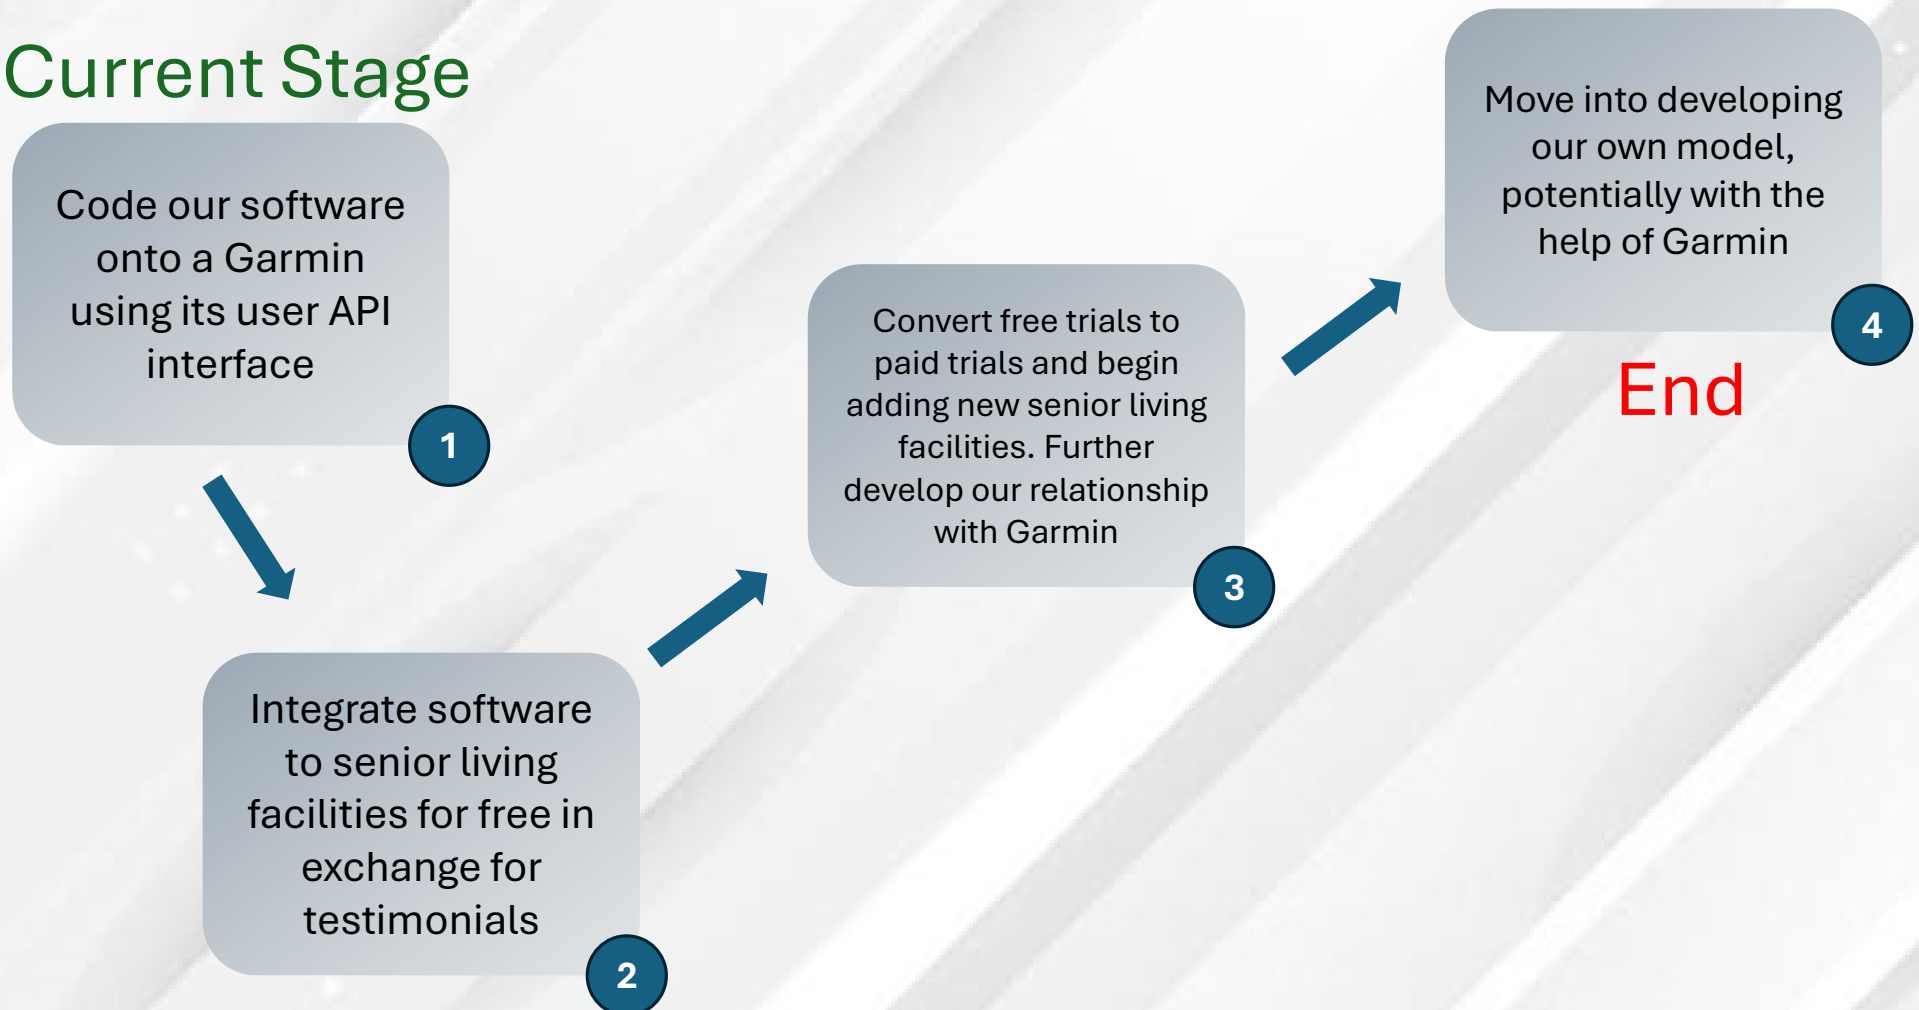 Current Stage
Code our software
onto a Garmin
using its user API
interface
1
Integrate software
to senior living
facilities for free in
exchange for
testimonials
2
Convert free trials to
paid trials and begin
adding new senior living
facilities. Further
develop our relationship
with Garmin
3
Move into developing
our own model,
potentially with the
help of Garmin
4
End